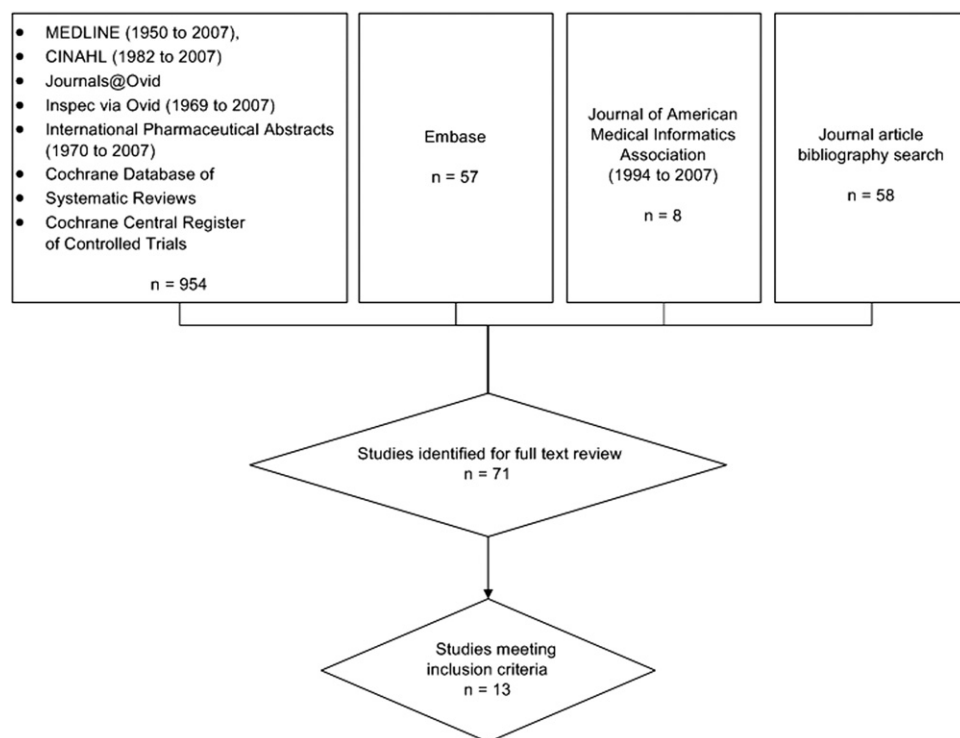 • MEDLINE (1950 to 2007),
• CINAHL (1982 to 2007)
• Journals@Ovid
• Inspec via Ovid (1969 to 2007)
• International Pharmaceutical Abstracts
(1970 to 2007)
• Cochrane Database of
• Systematic Reviews
• Cochrane Central Register
of Controlled Trials
n = 954
Embase
n = 57
Journal of American
Medical Informatics
Association
(1994 to 2007)
n = 8
Journal article
bibliography search
n = 58
Studies identified for full text review
n = 71
Studies meeting
inclusion criteria
n = 13